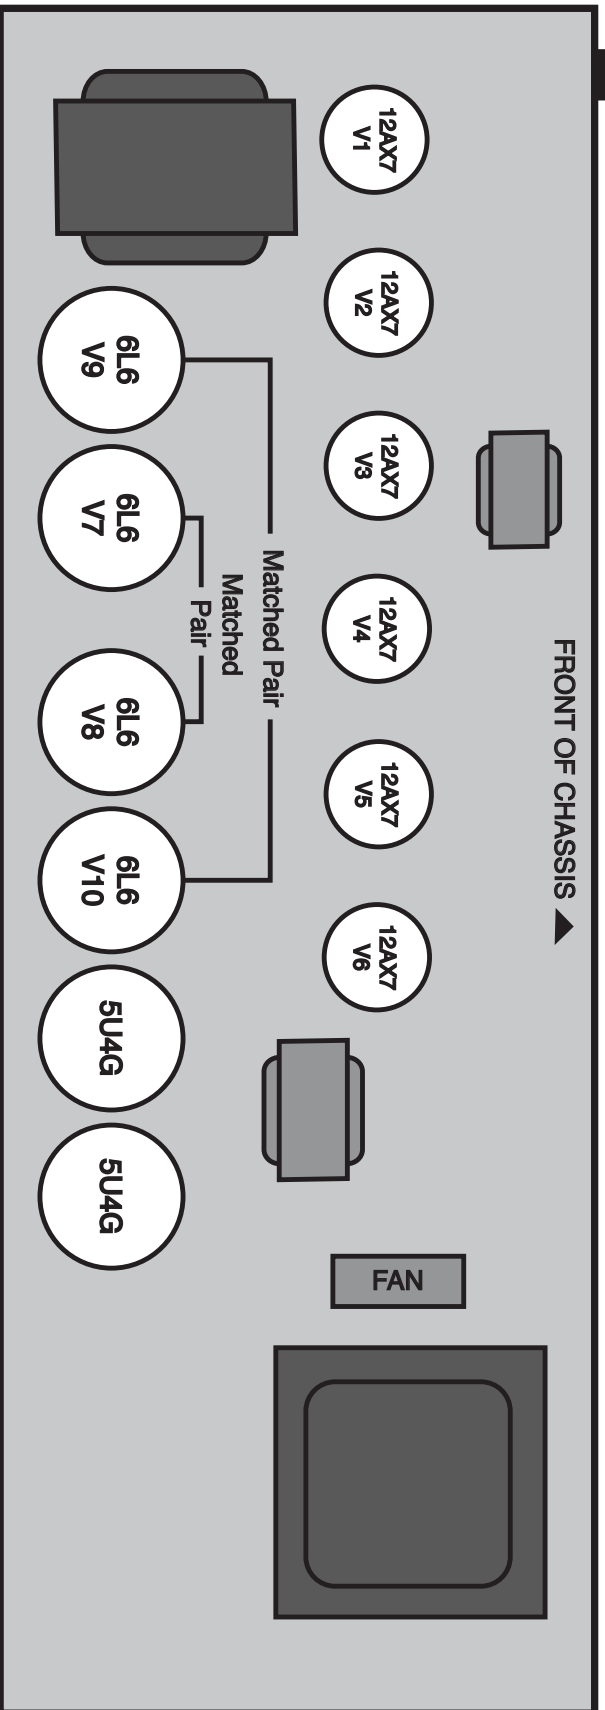 12AX7
V1
12AX7
V2
12AX7
V3
12AX7
V4
12AX7
V5
12AX7
V6
6L6
V9
6L6
V7
6L6
V8
6L6
V10
5U4G
5U4G
Matched Pair
Matched
Pair
FRONT OF CHASSIS
FAN